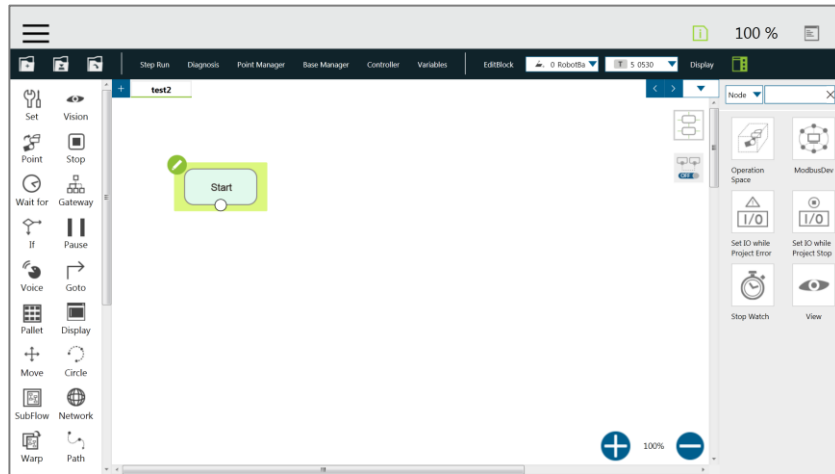 100 %
Step Run Diagnosis Point Manager Base Manager Controller Variables EditBlock 0 RobotBa T 5 0530 Display
+ test2
Node
Set Vision
Point Stop
Wait for Gateway
If Pause
Voice Goto
Pallet Display
Move Circle
SubFlow Network
Warp Path
Start
OFF
Operation Space
ModbusDev
I/O
Set IO while Project Error
I/O
Set IO while Project Stop
Stop Watch
View
100%